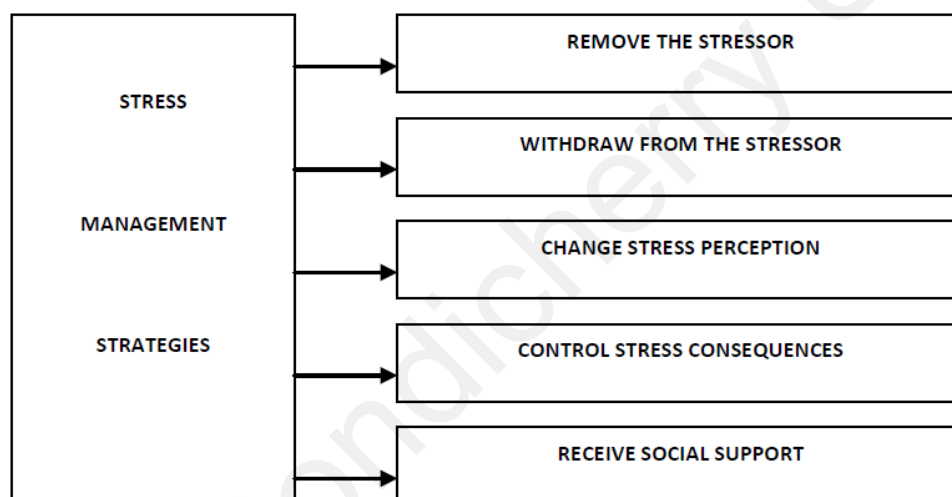 STRESS
MANAGEMENT
STRATEGIES
REMOVE THE STRESSOR
WITHDRAW FROM THE STRESSOR
CHANGE STRESS PERCEPTION
CONTROL STRESS CONSEQUENCES
RECEIVE SOCIAL SUPPORT
ondicherry